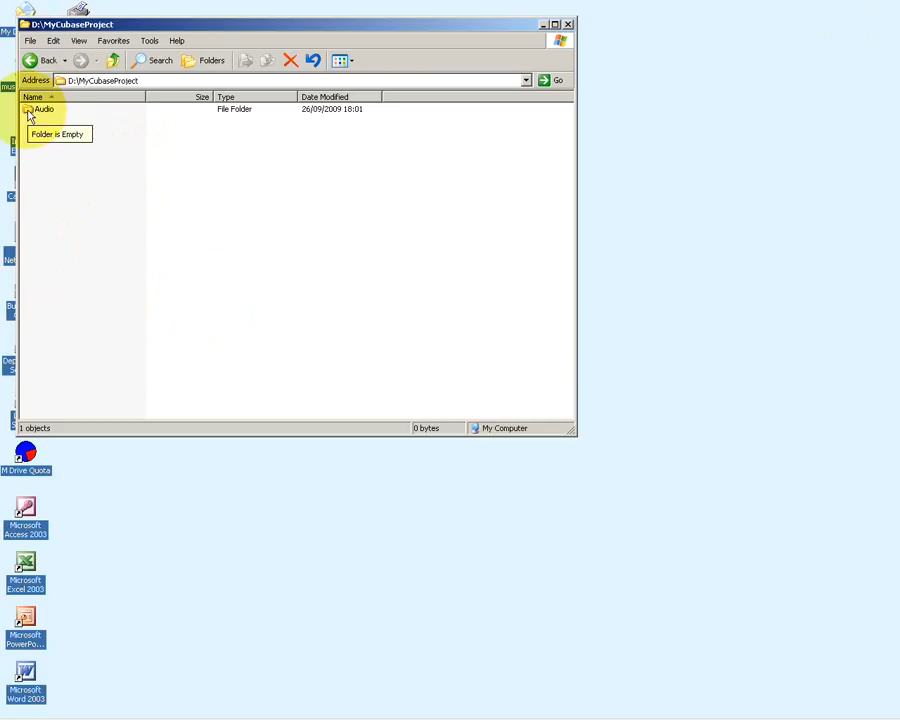 D:\MyCubaseProject
File Edit View Favorites Tools Help
Back Search Folders
Address D:\MyCubaseProject Go
Name Size Type Date Modified
Audio File Folder 26/09/2009 18:01
Folder is Empty
1 objects 0 bytes My Computer
M Drive Quota
Microsoft
Access 2003
Microsoft
Excel 2003
Microsoft
PowerPo...
Microsoft
Word 2003